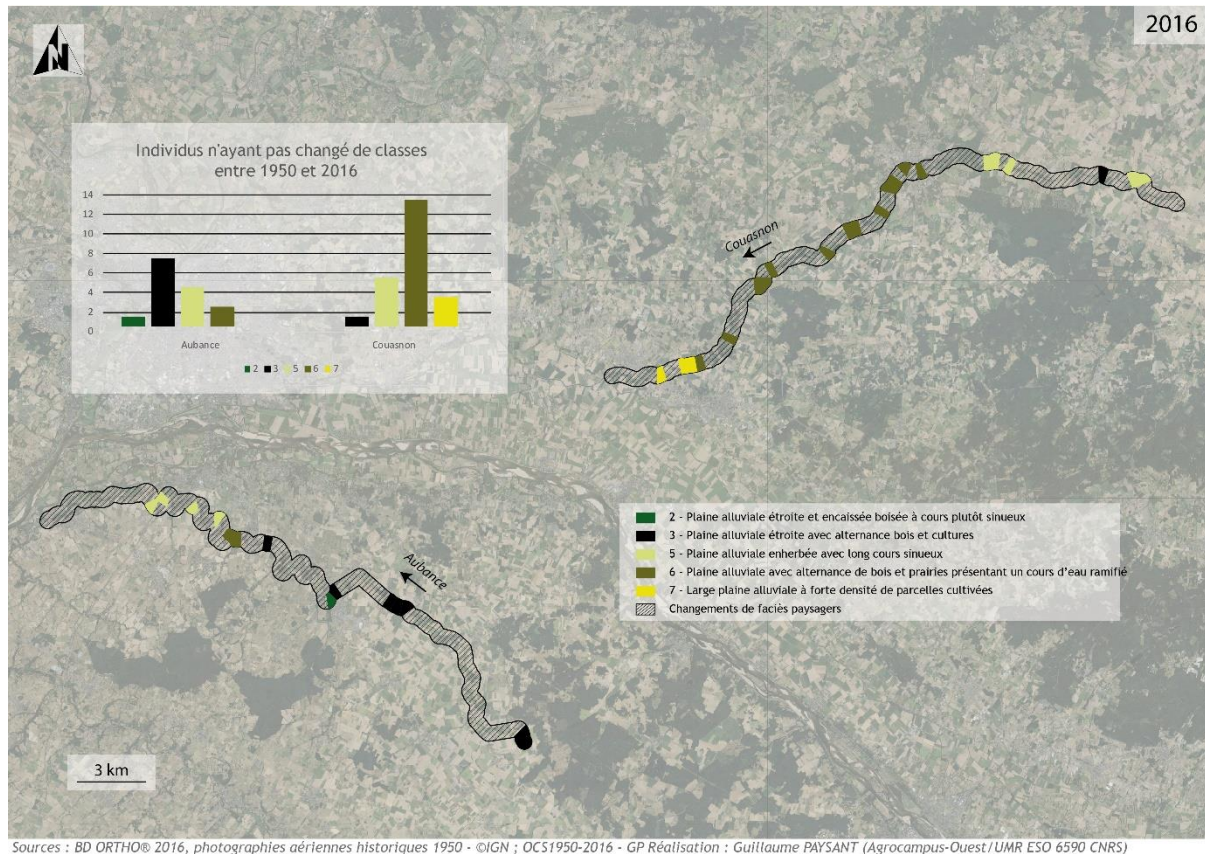 2016
N
Individus n'ayant pas changé de classes
entre 1950 et 2016
14
12
10
8
6
4
2
0
Aubance
Couasnon
2 3 5 6 7
Couasnon
Aubance
2 - Plaine alluviale étroite et encaissée boisée à cours plutôt sinueux
3 - Plaine alluviale étroite avec alternance bois et cultures
5 - Plaine alluviale enherbée avec long cours sinueux
6 - Plaine alluviale avec alternance de bois et prairies présentant un cours d'eau ramifié
7 - Large plaine alluviale à forte densité de parcelles cultivées
Changements de faciès paysagers
3 km
Sources : BD ORTHO® 2016, photographies aériennes historiques 1950 - ©IGN ; OCS1950-2016 - GP Réalisation : Guillaume PAYSANT (Agrocampus-Ouest/UMR ESO 6590 CNRS)